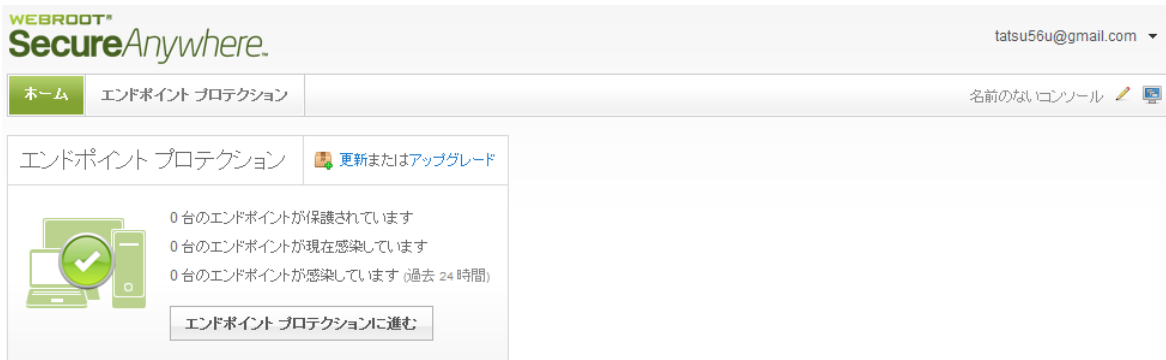 WEBROOT®
SecureAnywhere™
tatsu56u@gmail.com
ホーム
エンドポイント プロテクション
名前のないコンソール
エンドポイント プロテクション
更新またはアップグレード
0 台のエンドポイントが保護されています
0 台のエンドポイントが現在感染しています
0 台のエンドポイントが感染しています (過去 24 時間)
エンドポイント プロテクションに進む